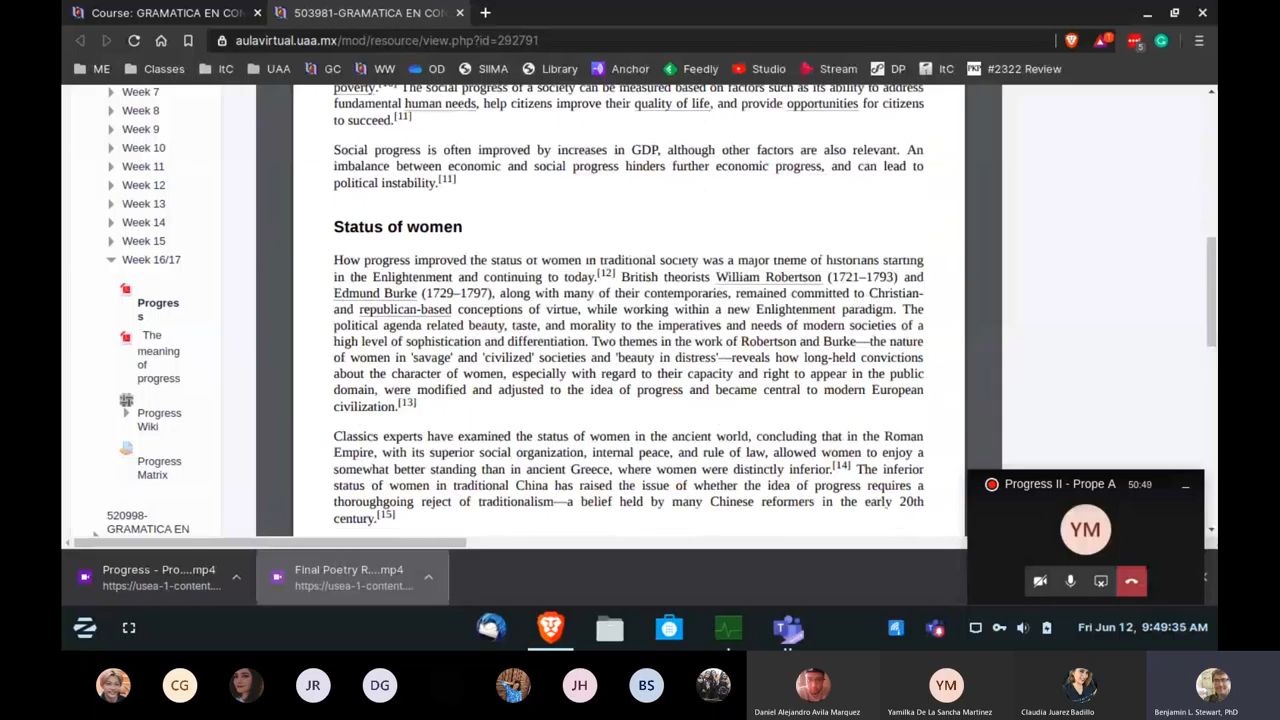 Course: GRAMATICA EN CON
503981-GRAMATICA EN CON
aulavirtual.uaa.mx/mod/resource/view.php?id=292791
5
ME
Classes
ItC
UAA
GC
WW
OD
SIIMA
Library
Anchor
Feedly
Studio
Stream
DP
ItC
#2322 Review
Week 7
Week 8
Week 9
Week 10
Week 11
Week 12
Week 13
Week 14
Week 15
Week 16/17
Progres
s
The
meaning
of
progress
Progress
Wiki
Progress
Matrix
520998-
GRAMATICA EN
The social progress of a society can be measured based on factors such as its ability to address
fundamental human needs, help citizens improve their quality of life, and provide opportunities for citizens
to succeed.[11]
Social progress is often improved by increases in GDP, although other factors are also relevant. An
imbalance between economic and social progress hinders further economic progress, and can lead to
political instability.[11]
Status of women
How progress improved the status of women in traditional society was a major theme of historians starting
in the Enlightenment and continuing to today.[12] British theorists William Robertson (1721–1793) and
Edmund Burke (1729–1797), along with many of their contemporaries, remained committed to Christian-
and republican-based conceptions of virtue, while working within a new Enlightenment paradigm. The
political agenda related beauty, taste, and morality to the imperatives and needs of modern societies of a
high level of sophistication and differentiation. Two themes in the work of Robertson and Burke—the nature
of women in 'savage' and 'civilized' societies and 'beauty in distress'—reveals how long-held convictions
about the character of women, especially with regard to their capacity and right to appear in the public
domain, were modified and adjusted to the idea of progress and became central to modern European
civilization.[13]
Classics experts have examined the status of women in the ancient world, concluding that in the Roman
Empire, with its superior social organization, internal peace, and rule of law, allowed women to enjoy a
somewhat better standing than in ancient Greece, where women were distinctly inferior.[14] The inferior
status of women in traditional China has raised the issue of whether the idea of progress requires a
thoroughgoing reject of traditionalism—a belief held by many Chinese reformers in the early 20th
century.[15]
Progress II - Prope A 50:49
YM
Progress - Pro....mp4
https://usea-1-content....
Final Poetry R....mp4
https://usea-1-content....
Fri Jun 12, 9:49:35 AM
CG
JR
DG
JH
BS
YM
Daniel Alejandro Avila Marquez
Yamilka De La Sancha Martinez
Claudia Juarez Badillo
Benjamin L. Stewart, PhD